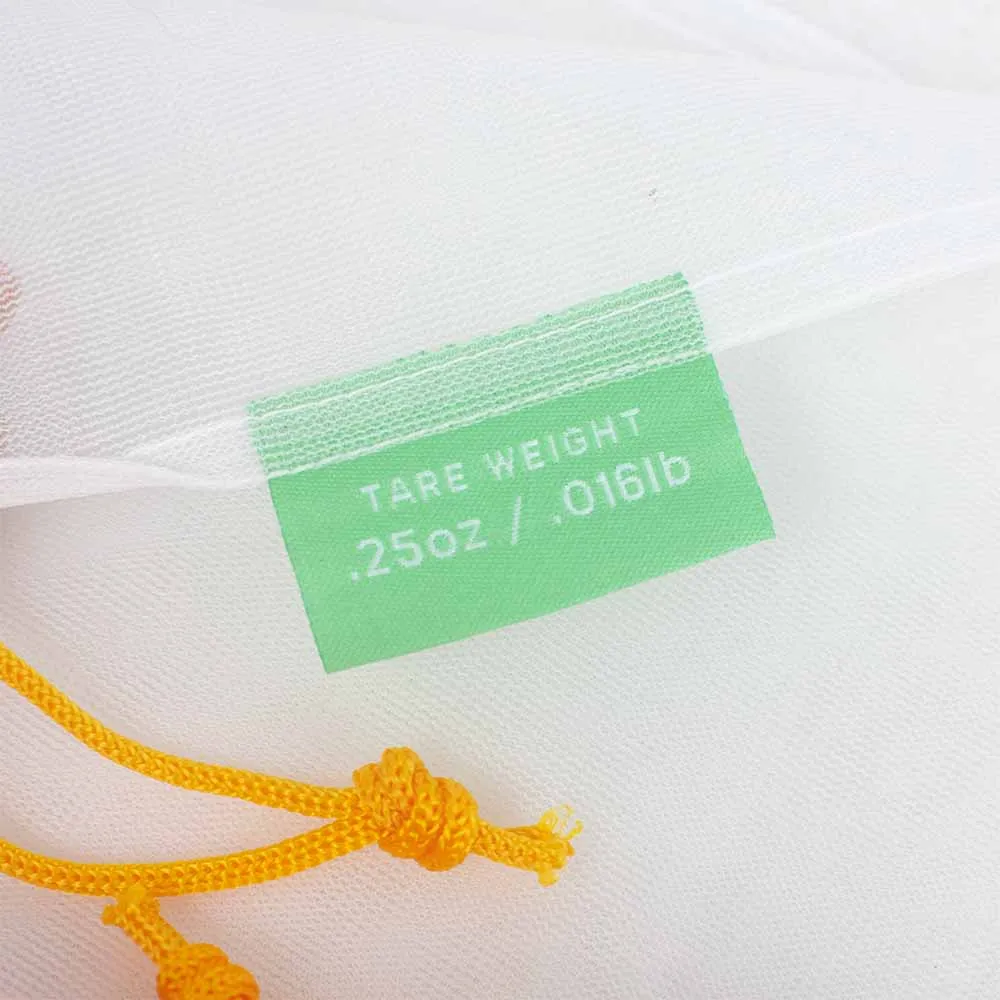 TARE WEIGHT
.25oz / .016lb